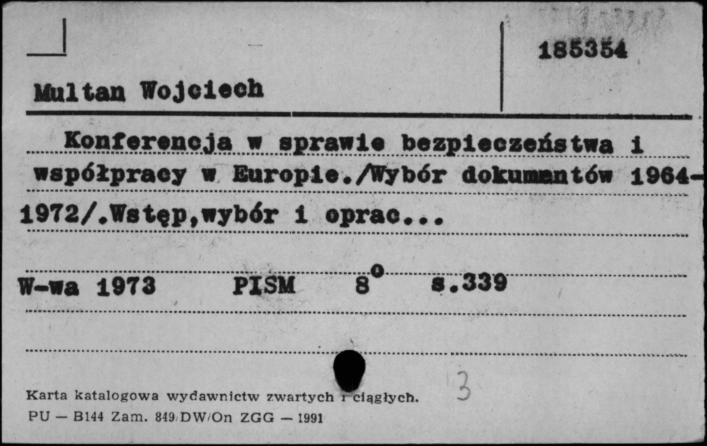 185354
Multan Wojciech
Konferencja w sprawie bezpieczeństwa i
współpracy w Europie./Wybór dokumentów 1964-
1972/.Wstęp,wybór i oprac...
W-wa 1973 PISM 8° s.339
3
Karta katalogowa wydawnictw zwartych i ciągłych.
PU — B144 Zam. 849/DW/On ZGG — 1991